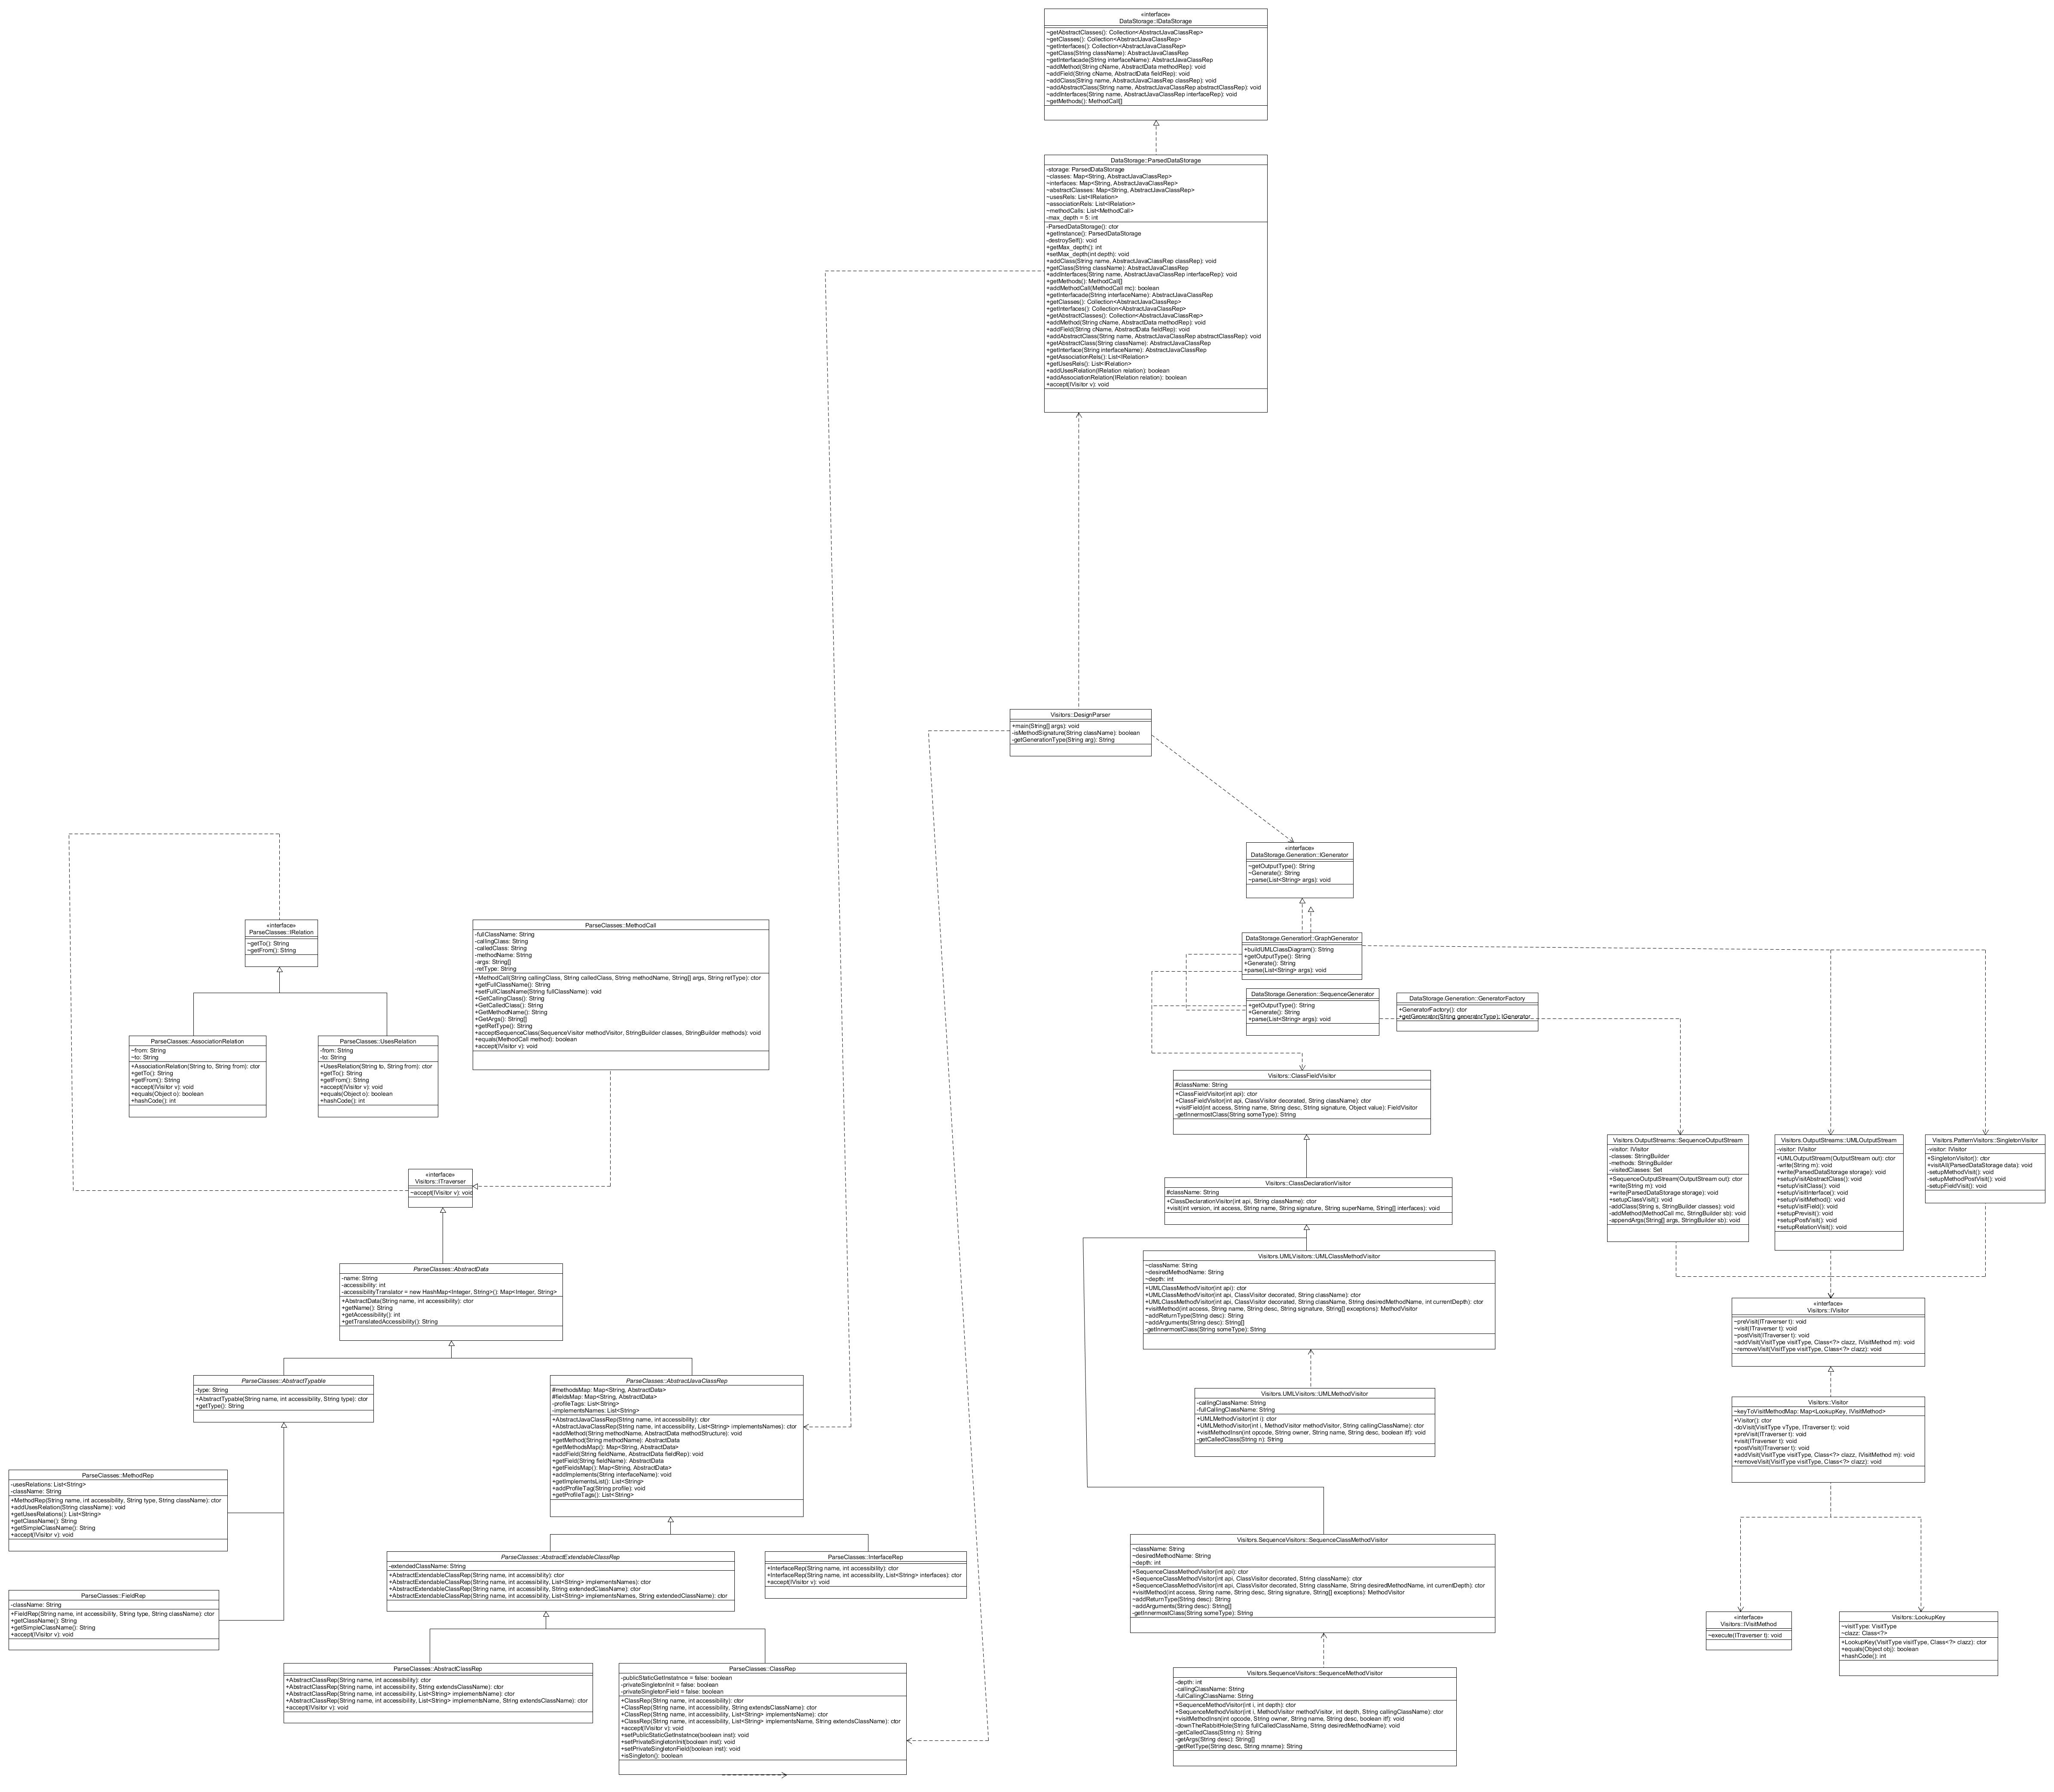 «interface»
DataStorage::IDataStorage
~getAbstractClasses(): Collection<AbstractJavaClassRep>
~getClasses(): Collection<AbstractJavaClassRep>
~getInterfaces(): Collection<AbstractJavaClassRep>
~getClass(String className): AbstractJavaClassRep
~getInterfacade(String interfaceName): AbstractJavaClassRep
~addMethod(String cName, AbstractData methodRep): void
~addField(String cName, AbstractData fieldRep): void
~addClass(String name, AbstractJavaClassRep classRep): void
~addAbstractClass(String name, AbstractJavaClassRep abstractClassRep): void
~addInterfaces(String name, AbstractJavaClassRep interfaceRep): void
~getMethods(): MethodCall[]
DataStorage::ParsedDataStorage
-storage: ParsedDataStorage
~classes: Map<String, AbstractJavaClassRep>
~interfaces: Map<String, AbstractJavaClassRep>
~abstractClasses: Map<String, AbstractJavaClassRep>
~usesRels: List<IRelation>
~associationRels: List<IRelation>
~methodCalls: List<MethodCall>
-max_depth = 5: int
-ParsedDataStorage(): ctor
+getInstance(): ParsedDataStorage
-destroySelf(): void
+getMax_depth(): int
+setMax_depth(int depth): void
+addClass(String name, AbstractJavaClassRep classRep): void
+getClass(String className): AbstractJavaClassRep
+addInterfaces(String name, AbstractJavaClassRep interfaceRep): void
+getMethods(): MethodCall[]
+addMethodCall(MethodCall mc): boolean
+getInterfacade(String interfaceName): AbstractJavaClassRep
+getClasses(): Collection<AbstractJavaClassRep>
+getInterfaces(): Collection<AbstractJavaClassRep>
+getAbstractClasses(): Collection<AbstractJavaClassRep>
+addMethod(String cName, AbstractData methodRep): void
+addField(String cName, AbstractData fieldRep): void
+addAbstractClass(String name, AbstractJavaClassRep abstractClassRep): void
+getAbstractClass(String className): AbstractJavaClassRep
+getInterface(String interfaceName): AbstractJavaClassRep
+getAssociationRels(): List<IRelation>
+getUsesRels(): List<IRelation>
+addUsesRelation(IRelation relation): boolean
+addAssociationRelation(IRelation relation): boolean
+accept(IVisitor v): void
Visitors::DesignParser
+main(String[] args): void
-isMethodSignature(String className): boolean
-getGenerationType(String arg): String
«interface»
DataStorage.Generation::IGenerator
~getOutputType(): String
~Generate(): String
~parse(List<String> args): void
«interface»
ParseClasses::IRelation
~getTo(): String
~getFrom(): String
ParseClasses::MethodCall
-fullClassName: String
-callingClass: String
-calledClass: String
-methodName: String
-args: String[]
-retType: String
+MethodCall(String callingClass, String calledClass, String methodName, String[] args, String retType): ctor
+getFullClassName(): String
+setFullClassName(String fullClassName): void
+GetCallingClass(): String
+GetCalledClass(): String
+GetMethodName(): String
+GetArgs(): String[]
+getRetType(): String
+acceptSequenceClass(SequenceVisitor methodVisitor, StringBuilder classes, StringBuilder methods): void
+equals(MethodCall method): boolean
+accept(IVisitor v): void
DataStorage.Generation::GraphGenerator
+buildUMLClassDiagram(): String
+getOutputType(): String
+Generate(): String
+parse(List<String> args): void
DataStorage.Generation::SequenceGenerator
+getOutputType(): String
+Generate(): String
+parse(List<String> args): void
DataStorage.Generation::GeneratorFactory
+GeneratorFactory(): ctor
+getGenerator(String generatorType): IGenerator
ParseClasses::AssociationRelation
~from: String
~to: String
+AssociationRelation(String to, String from): ctor
+getTo(): String
+getFrom(): String
+accept(IVisitor v): void
+equals(Object o): boolean
+hashCode(): int
ParseClasses::UsesRelation
-from: String
-to: String
+UsesRelation(String to, String from): ctor
+getTo(): String
+getFrom(): String
+accept(IVisitor v): void
+equals(Object o): boolean
+hashCode(): int
Visitors::ClassFieldVisitor
#className: String
+ClassFieldVisitor(int api): ctor
+ClassFieldVisitor(int api, ClassVisitor decorated, String className): ctor
+visitField(int access, String name, String desc, String signature, Object value): FieldVisitor
-getInnermostClass(String someType): String
Visitors.OutputStreams::SequenceOutputStream
-visitor: IVisitor
-classes: StringBuilder
-methods: StringBuilder
-visitedClasses: Set
+SequenceOutputStream(OutputStream out): ctor
+write(String m): void
+write(ParsedDataStorage storage): void
+setupClassVisit(): void
-addClass(String s, StringBuilder classes): void
-addMethod(MethodCall mc, StringBuilder sb): void
-appendArgs(String[] args, StringBuilder sb): void
Visitors.OutputStreams::UMLOutputStream
-visitor: IVisitor
+UMLOutputStream(OutputStream out): ctor
-write(String m): void
+write(ParsedDataStorage storage): void
+setupVisitAbstractClass(): void
+setupVisitClass(): void
+setupVisitInterface(): void
+setupVisitMethod(): void
+setupVisitField(): void
+setupPrevisit(): void
+setupPostVisit(): void
+setupRelationVisit(): void
Visitors.PatternVisitors::SingletonVisitor
-visitor: IVisitor
+SingletonVisitor(): ctor
+visitAll(ParsedDataStorage data): void
-setupMethodVisit(): void
-setupMethodPostVisit(): void
-setupFieldVisit(): void
«interface»
Visitors::ITraverser
~accept(IVisitor v): void
Visitors::ClassDeclarationVisitor
#className: String
+ClassDeclarationVisitor(int api, String className): ctor
+visit(int version, int access, String name, String signature, String superName, String[] interfaces): void
Visitors.UMLVisitors::UMLClassMethodVisitor
~className: String
~desiredMethodName: String
~depth: int
+UMLClassMethodVisitor(int api): ctor
+UMLClassMethodVisitor(int api, ClassVisitor decorated, String className): ctor
+UMLClassMethodVisitor(int api, ClassVisitor decorated, String className, String desiredMethodName, int currentDepth): ctor
+visitMethod(int access, String name, String desc, String signature, String[] exceptions): MethodVisitor
~addReturnType(String desc): String
~addArguments(String desc): String[]
-getInnermostClass(String someType): String
ParseClasses::AbstractData
-name: String
-accessibility: int
-accessibilityTranslator = new HashMap<Integer, String>(): Map<Integer, String>
+AbstractData(String name, int accessibility): ctor
+getName(): String
+getAccessibility(): int
+getTranslatedAccessibility(): String
«interface»
Visitors::IVisitor
~preVisit(ITraverser t): void
~visit(ITraverser t): void
~postVisit(ITraverser t): void
~addVisit(VisitType visitType, Class<?> clazz, IVisitMethod m): void
~removeVisit(VisitType visitType, Class<?> clazz): void
ParseClasses::AbstractTypable
-type: String
+AbstractTypable(String name, int accessibility, String type): ctor
+getType(): String
ParseClasses::AbstractJavaClassRep
#methodsMap: Map<String, AbstractData>
#fieldsMap: Map<String, AbstractData>
-profileTags: List<String>
-implementsNames: List<String>
+AbstractJavaClassRep(String name, int accessibility): ctor
+AbstractJavaClassRep(String name, int accessibility, List<String> implementsNames): ctor
+addMethod(String methodName, AbstractData methodStructure): void
+getMethod(String methodName): AbstractData
+getMethodsMap(): Map<String, AbstractData>
+addField(String fieldName, AbstractData fieldRep): void
+getField(String fieldName): AbstractData
+getFieldsMap(): Map<String, AbstractData>
+addImplements(String interfaceName): void
+getImplementsList(): List<String>
+addProfileTag(String profile): void
+getProfileTags(): List<String>
Visitors.UMLVisitors::UMLMethodVisitor
-callingClassName: String
-fullCallingClassName: String
+UMLMethodVisitor(int i): ctor
+UMLMethodVisitor(int i, MethodVisitor methodVisitor, String callingClassName): ctor
+visitMethodInsn(int opcode, String owner, String name, String desc, boolean itf): void
-getCalledClass(String n): String
Visitors::Visitor
~keyToVisitMethodMap: Map<LookupKey, IVisitMethod>
+Visitor(): ctor
-doVisit(VisitType vType, ITraverser t): void
+preVisit(ITraverser t): void
+visit(ITraverser t): void
+postVisit(ITraverser t): void
+addVisit(VisitType visitType, Class<?> clazz, IVisitMethod m): void
+removeVisit(VisitType visitType, Class<?> clazz): void
ParseClasses::MethodRep
-usesRelations: List<String>
-className: String
+MethodRep(String name, int accessibility, String type, String className): ctor
+addUsesRelation(String className): void
+getUsesRelations(): List<String>
+getClassName(): String
+getSimpleClassName(): String
+accept(IVisitor v): void
ParseClasses::AbstractExtendableClassRep
-extendedClassName: String
+AbstractExtendableClassRep(String name, int accessibility): ctor
+AbstractExtendableClassRep(String name, int accessibility, List<String> implementsNames): ctor
+AbstractExtendableClassRep(String name, int accessibility, String extendedClassName): ctor
+AbstractExtendableClassRep(String name, int accessibility, List<String> implementsNames, String extendedClassName): ctor
ParseClasses::InterfaceRep
+InterfaceRep(String name, int accessibility): ctor
+InterfaceRep(String name, int accessibility, List<String> interfaces): ctor
+accept(IVisitor v): void
Visitors.SequenceVisitors::SequenceClassMethodVisitor
~className: String
~desiredMethodName: String
~depth: int
+SequenceClassMethodVisitor(int api): ctor
+SequenceClassMethodVisitor(int api, ClassVisitor decorated, String className): ctor
+SequenceClassMethodVisitor(int api, ClassVisitor decorated, String className, String desiredMethodName, int currentDepth): ctor
+visitMethod(int access, String name, String desc, String signature, String[] exceptions): MethodVisitor
~addReturnType(String desc): String
~addArguments(String desc): String[]
-getInnermostClass(String someType): String
ParseClasses::FieldRep
-className: String
+FieldRep(String name, int accessibility, String type, String className): ctor
+getClassName(): String
+getSimpleClassName(): String
+accept(IVisitor v): void
«interface»
Visitors::IVisitMethod
~execute(ITraverser t): void
Visitors::LookupKey
~visitType: VisitType
~clazz: Class<?>
+LookupKey(VisitType visitType, Class<?> clazz): ctor
+equals(Object obj): boolean
+hashCode(): int
ParseClasses::AbstractClassRep
+AbstractClassRep(String name, int accessibility): ctor
+AbstractClassRep(String name, int accessibility, String extendsClassName): ctor
+AbstractClassRep(String name, int accessibility, List<String> implementsName): ctor
+AbstractClassRep(String name, int accessibility, List<String> implementsName, String extendsClassName): ctor
+accept(IVisitor v): void
ParseClasses::ClassRep
-publicStaticGetInstatnce = false: boolean
-privateSingletonInit = false: boolean
-privateSingletonField = false: boolean
+ClassRep(String name, int accessibility): ctor
+ClassRep(String name, int accessibility, String extendsClassName): ctor
+ClassRep(String name, int accessibility, List<String> implementsName): ctor
+ClassRep(String name, int accessibility, List<String> implementsName, String extendsClassName): ctor
+accept(IVisitor v): void
+setPublicStaticGetInstatnce(boolean inst): void
+setPrivateSingletonInit(boolean inst): void
+setPrivateSingletonField(boolean inst): void
+isSingleton(): boolean
Visitors.SequenceVisitors::SequenceMethodVisitor
-depth: int
-callingClassName: String
-fullCallingClassName: String
+SequenceMethodVisitor(int i, int depth): ctor
+SequenceMethodVisitor(int i, MethodVisitor methodVisitor, int depth, String callingClassName): ctor
+visitMethodInsn(int opcode, String owner, String name, String desc, boolean itf): void
-downTheRabbitHole(String fullCalledClassName, String desiredMethodName): void
-getCalledClass(String n): String
-getArgs(String desc): String[]
-getRetType(String desc, String mname): String